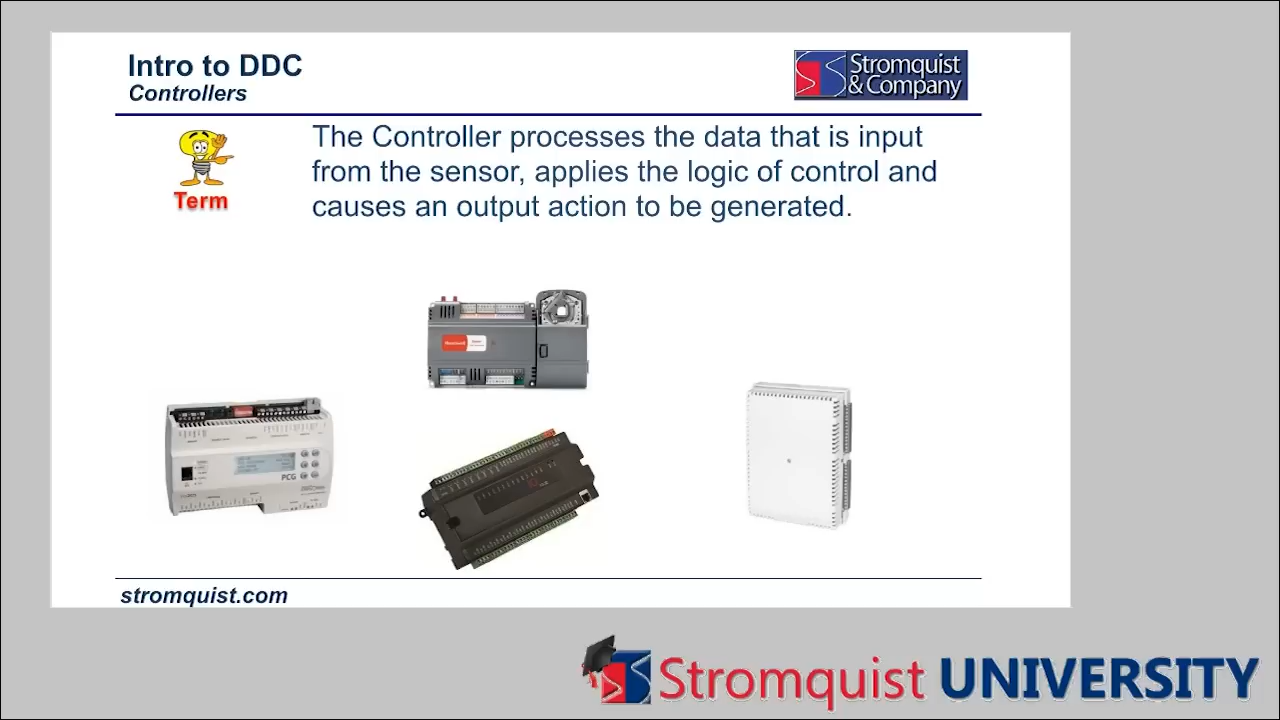 Intro to DDC
Controllers
Stromquist
& Company
The Controller processes the data that is input
from the sensor, applies the logic of control and
causes an output action to be generated.
Term
Honeywell
PCG
stromquist.com
Stromquist UNIVERSITY